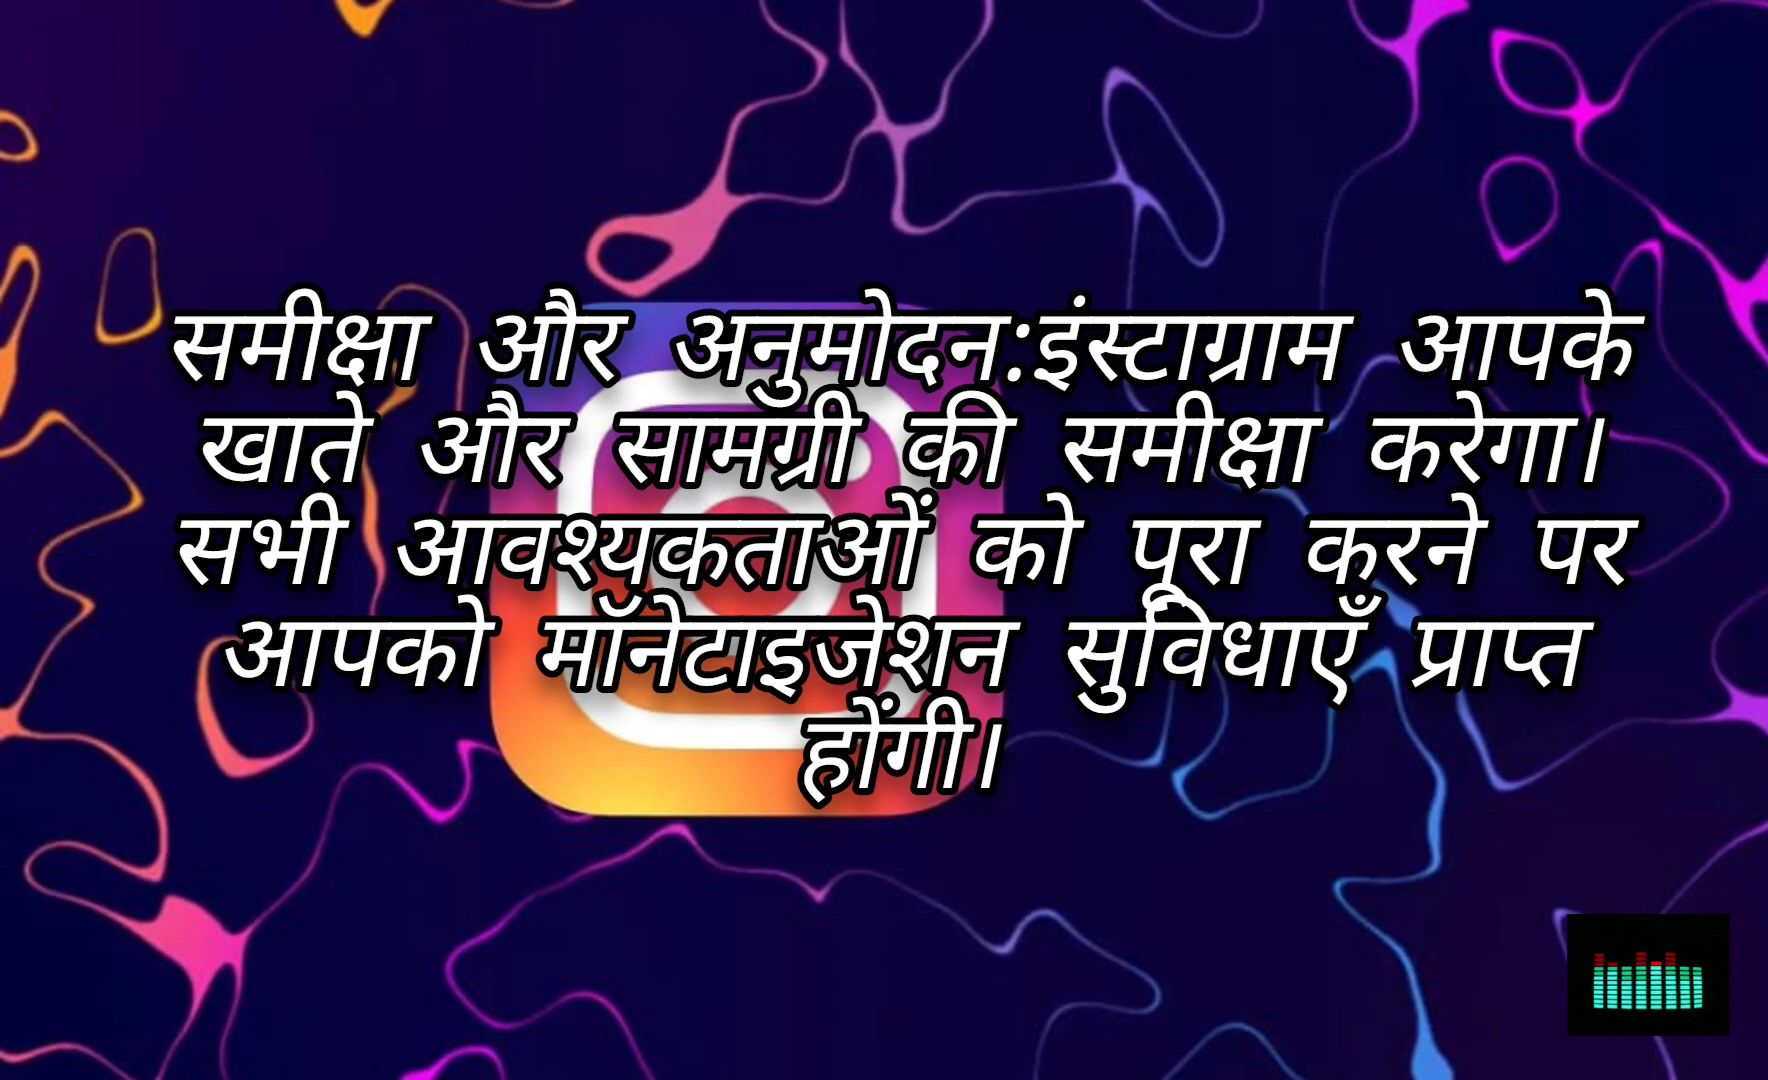 समीक्षा और अनुमोदन:इंस्टाग्राम आपके
खाते और सामग्री की समीक्षा करेगा।
सभी आवश्यकताओं को पूरा करने पर
आपको मॉनेटाइजेशन सुविधाएँ प्राप्त
होंगी।